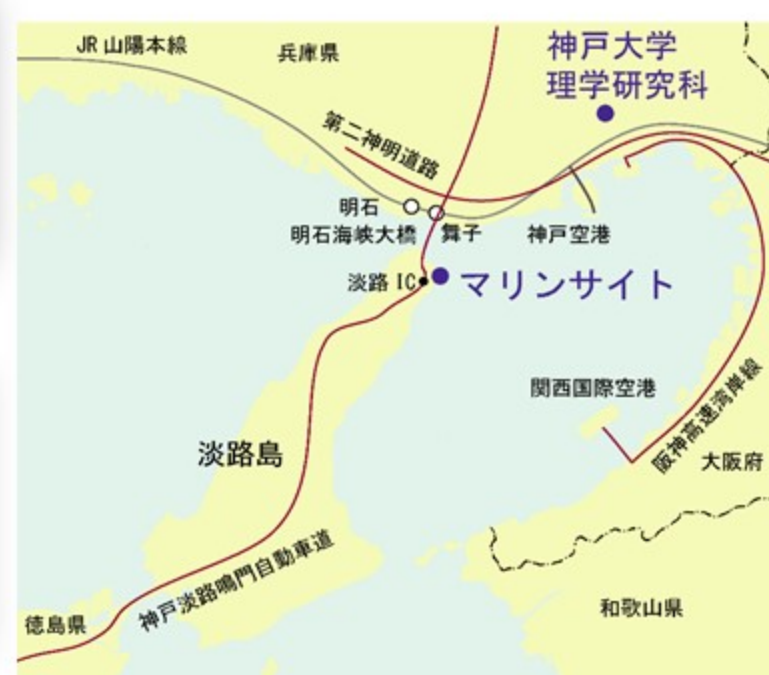 JR 山陽本線
兵庫県
神戸大学
理学研究科
第二神明道路
明石
明石海峡大橋
舞子
神戸空港
淡路 IC
マリンサイト
関西国際空港
阪神高速湾岸線
大阪府
淡路島
神戸淡路鳴門自動車道
徳島県
和歌山県